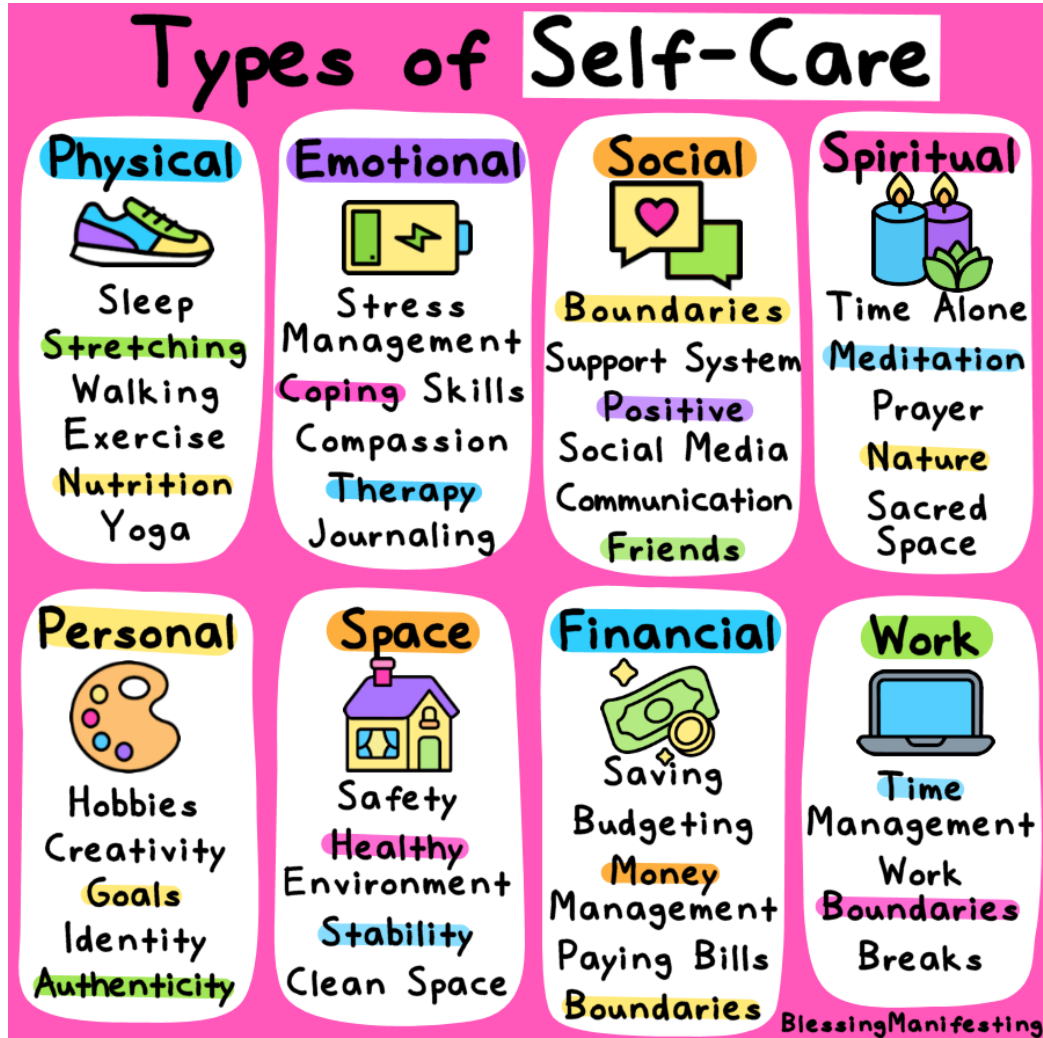 Types of Self-Care
Physical
Sleep
Stretching
Walking
Exercise
Nutrition
Yoga
Emotional
Stress
Management
Coping Skills
Compassion
Therapy
Journaling
Social
Boundaries
Support System
Positive
Social Media
Communication
Friends
Spiritual
Time Alone
Meditation
Prayer
Nature
Sacred
Space
Personal
Hobbies
Creativity
Goals
Identity
Authenticity
Space
Safety
Healthy
Environment
Stability
Clean Space
Financial
Saving
Budgeting
Money
Management
Paying Bills
Boundaries
Work
Time
Management
Work
Boundaries
Breaks
BlessingManifesting